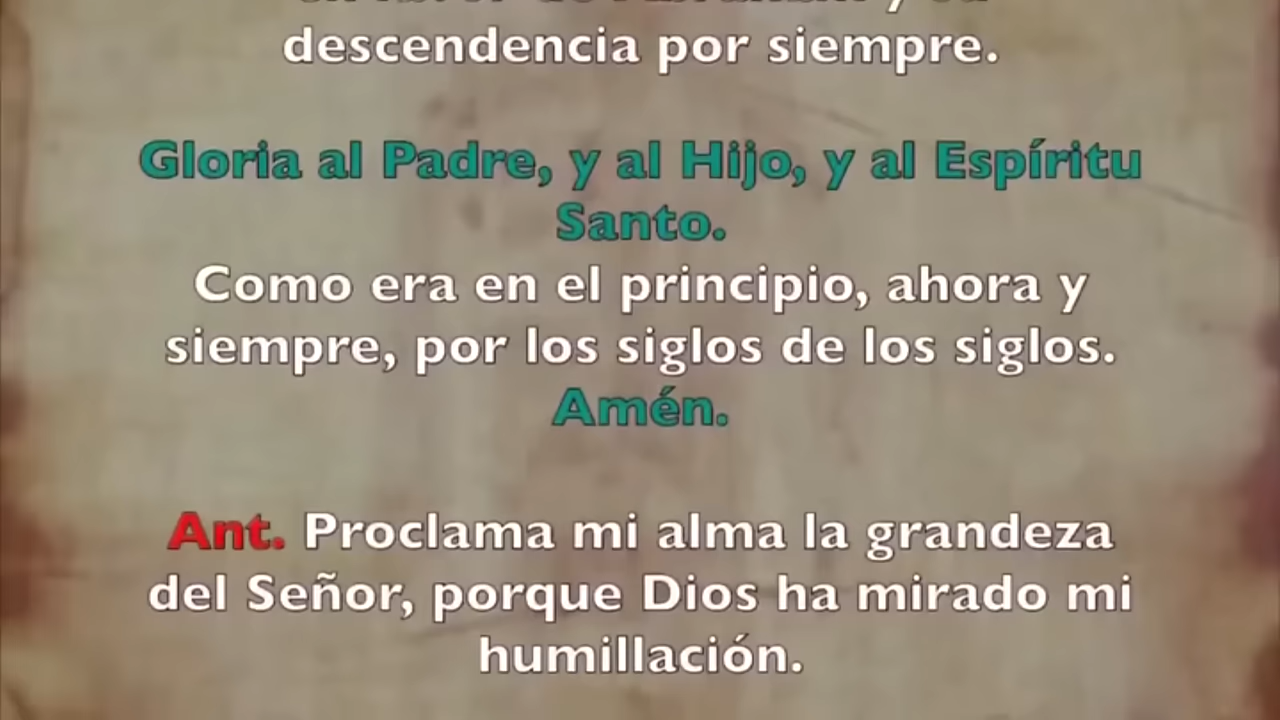 descendencia por siempre.
Gloria al Padre, y al Hijo, y al Espíritu
Santo.
Como era en el principio, ahora y
siempre, por los siglos de los siglos.
Amén.
Ant. Proclama mi alma la grandeza
del Señor, porque Dios ha mirado mi
humillación.